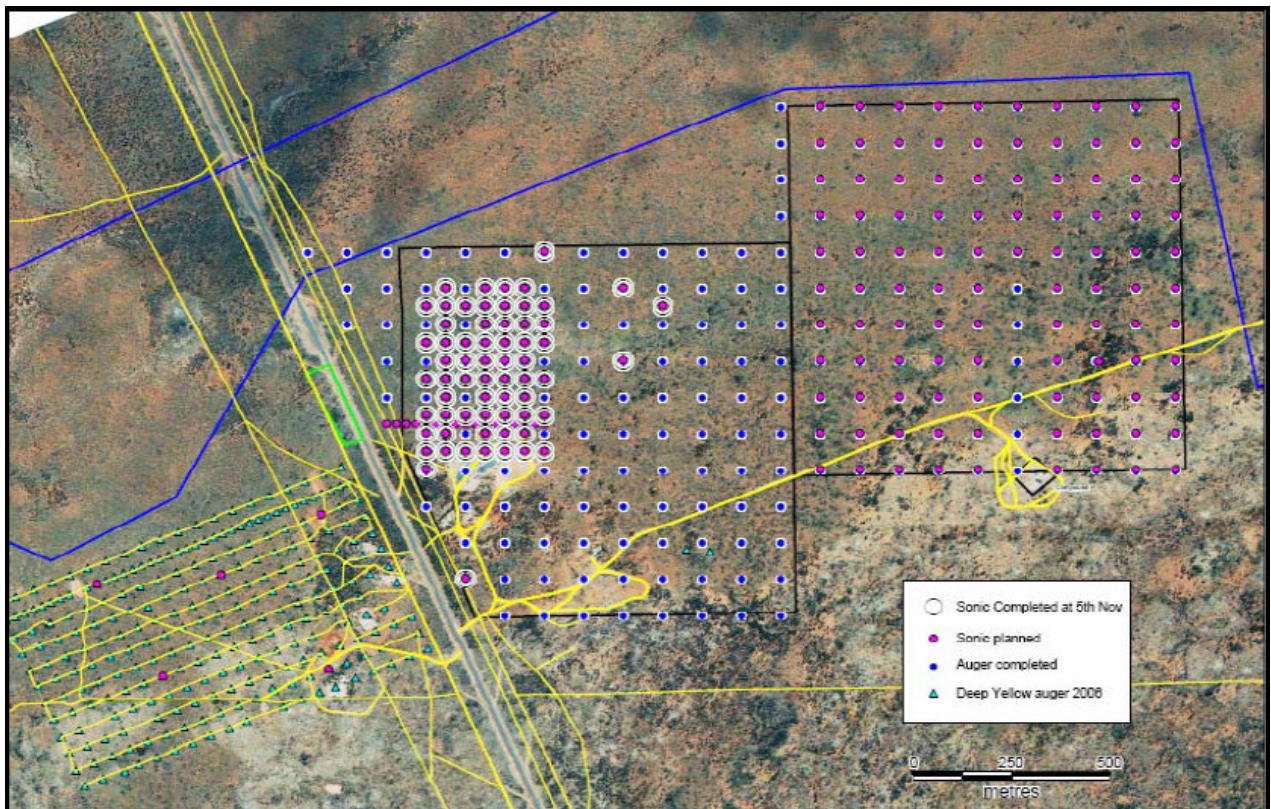 Sonic Completed at 5th Nov
Sonic planned
Auger completed
Deep Yellow auger 2006
0 250 500
metres